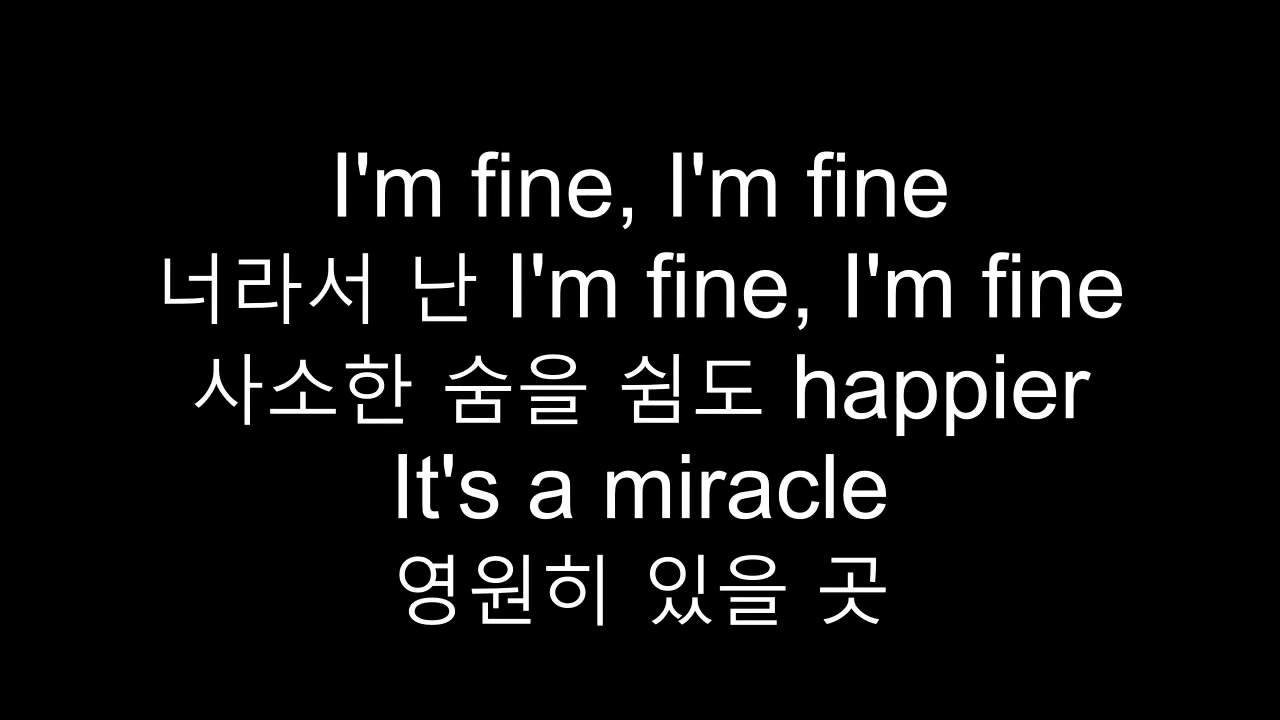 I'm fine, I'm fine
너라서 난 I'm fine, I'm fine
사소한 숨을 쉼도 happier
It's a miracle
영원히 있을 곳